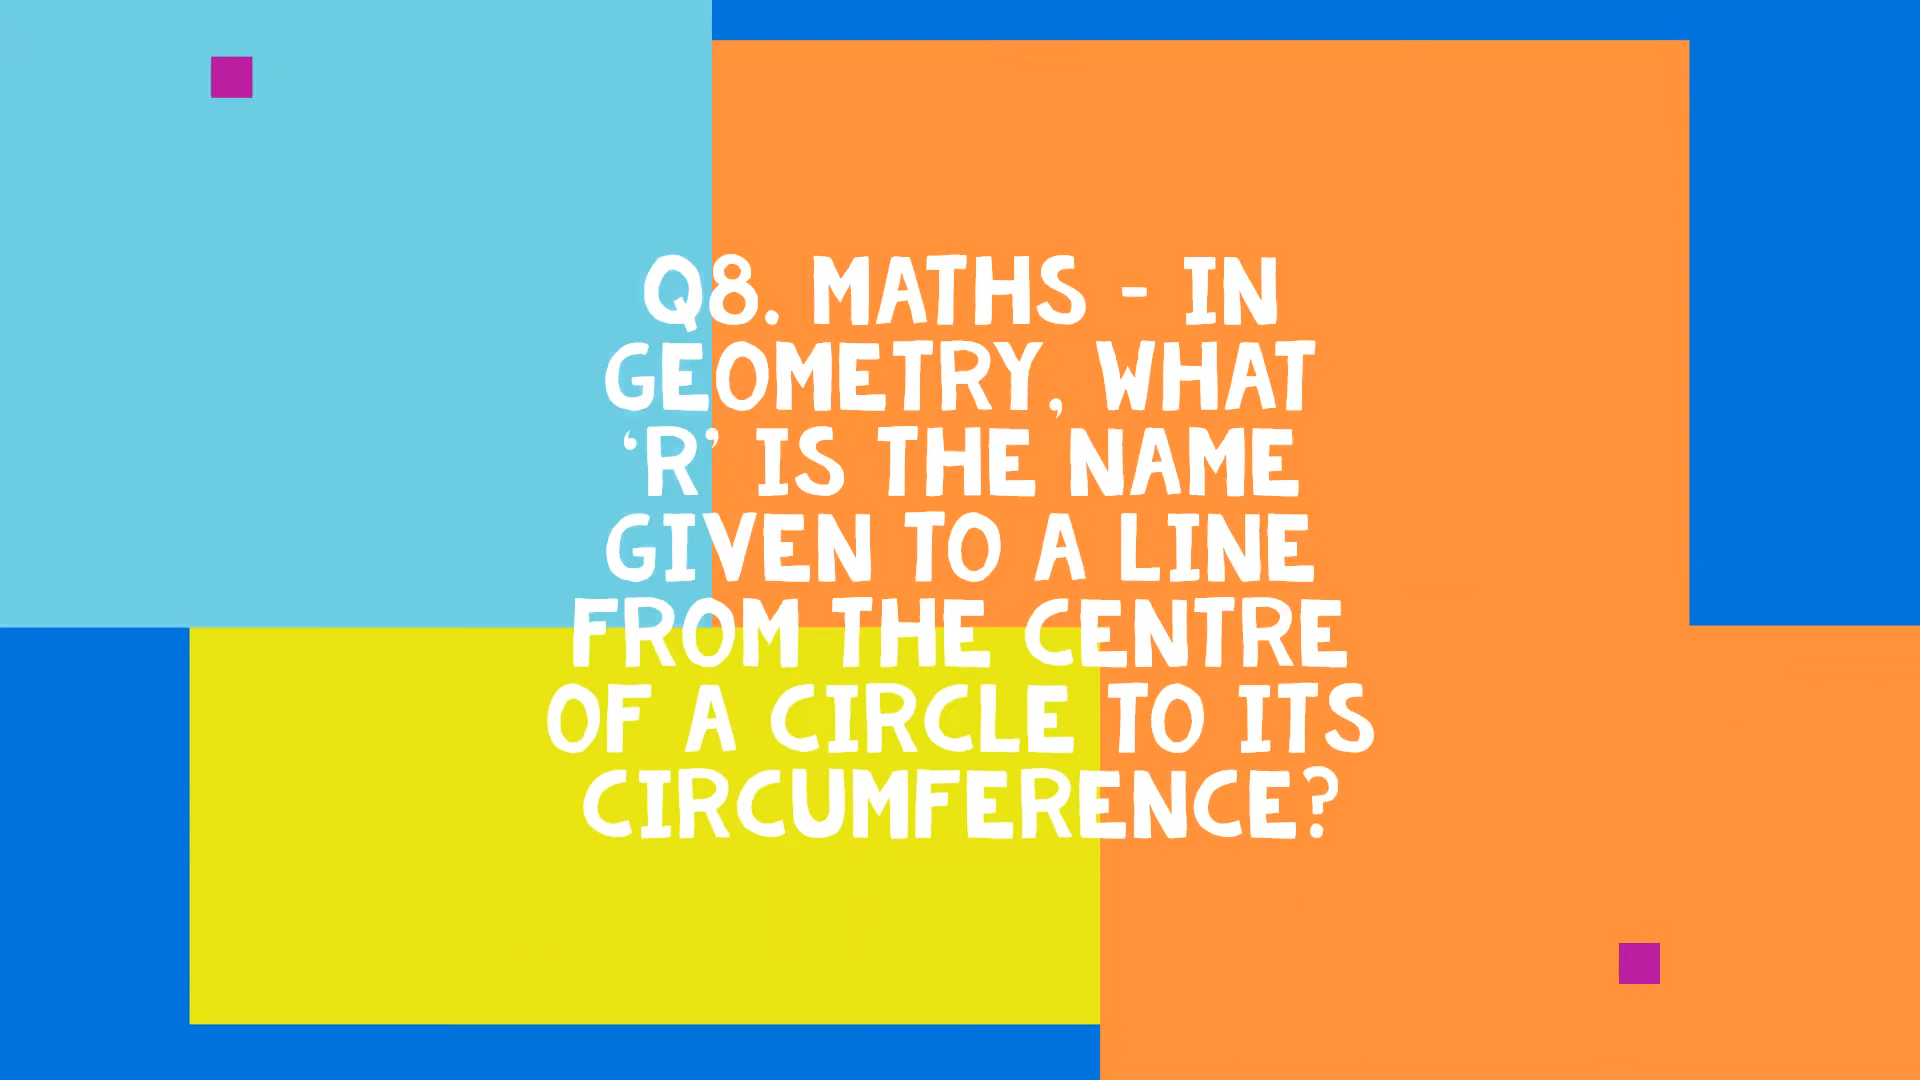 Q8. MATHS - IN
GEOMETRY, WHAT
‘R’ IS THE NAME
GIVEN TO A LINE
FROM THE CENTRE
OF A CIRCLE TO ITS
CIRCUMFERENCE?